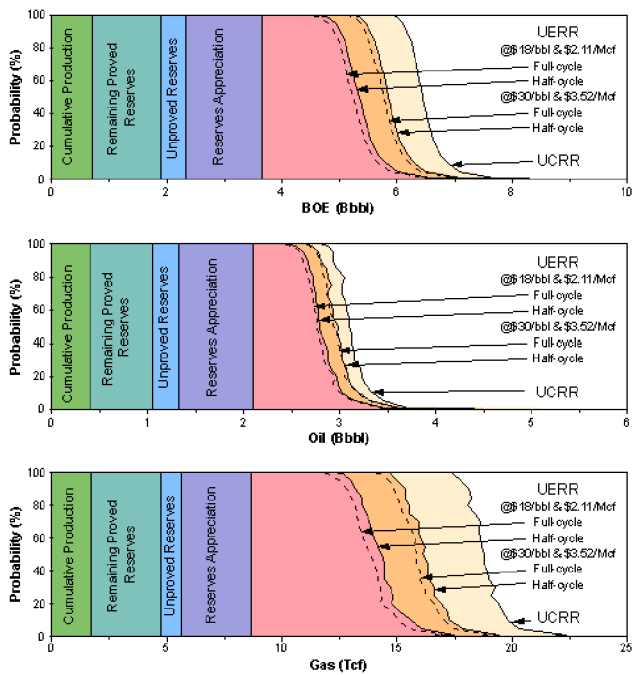 Probability (%)
100
80
60
40
20
0
Cumulative Production
Remaining Proved
Reserves
Unproved Reserves
Reserves Appreciation
UERR
@$18/bbl & $2.11/Mcf
Full-cycle
Half-cycle
@$30/bbl & $3.52/Mcf
Full-cycle
Half-cycle
UCRR
0 2 4 6 8 10
BOE (Bbbl)
Probability (%)
100
80
60
40
20
0
Cumulative Production
Remaining Proved
Reserves
Unproved Reserves
Reserves Appreciation
UERR
@$18/bbl & $2.11/Mcf
Full-cycle
Half-cycle
@$30/bbl & $3.52/Mcf
Full-cycle
Half-cycle
UCRR
0 1 2 3 4 5 6
Oil (Bbbl)
Probability (%)
100
80
60
40
20
0
Cumulative Production
Remaining Proved
Reserves
Unproved Reserves
Reserves Appreciation
UERR
@$18/bbl & $2.11/Mcf
Full-cycle
Half-cycle
@$30/bbl & $3.52/Mcf
Full-cycle
Half-cycle
UCRR
0 5 10 15 20 25
Gas (Tcf)